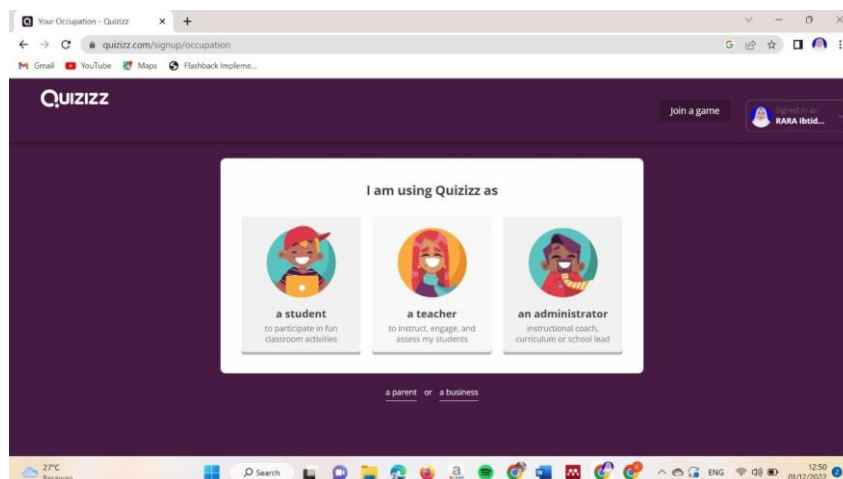 Your Occupation - Quizizz
quizizz.com/signup/occupation
Gmail YouTube Maps Flashback Impleme...
QUIZIZZ
Join a game
Signed in as
RARA Ibtid...
I am using Quizizz as
a student
to participate in fun
classroom activities
a teacher
to instruct, engage, and
assess my students
an administrator
instructional coach,
curriculum or school lead
a parent or a business
27°C
Berawan
Search
ENG
12:50
01/12/2022
2